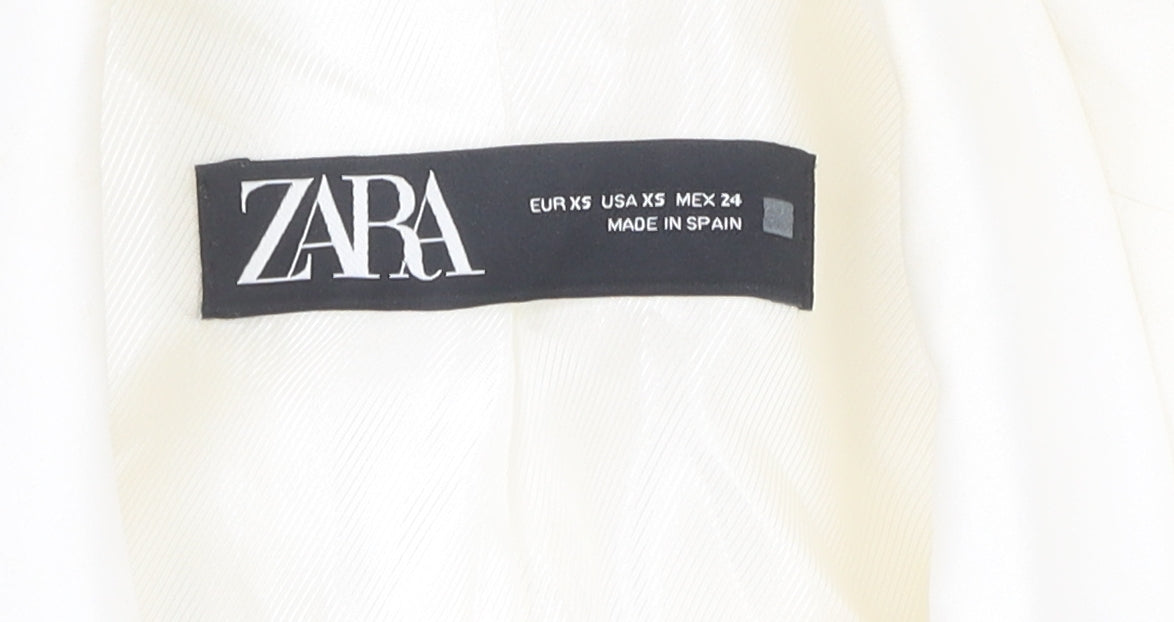 ZARA
EUR XS USA XS MEX 24
MADE IN SPAIN